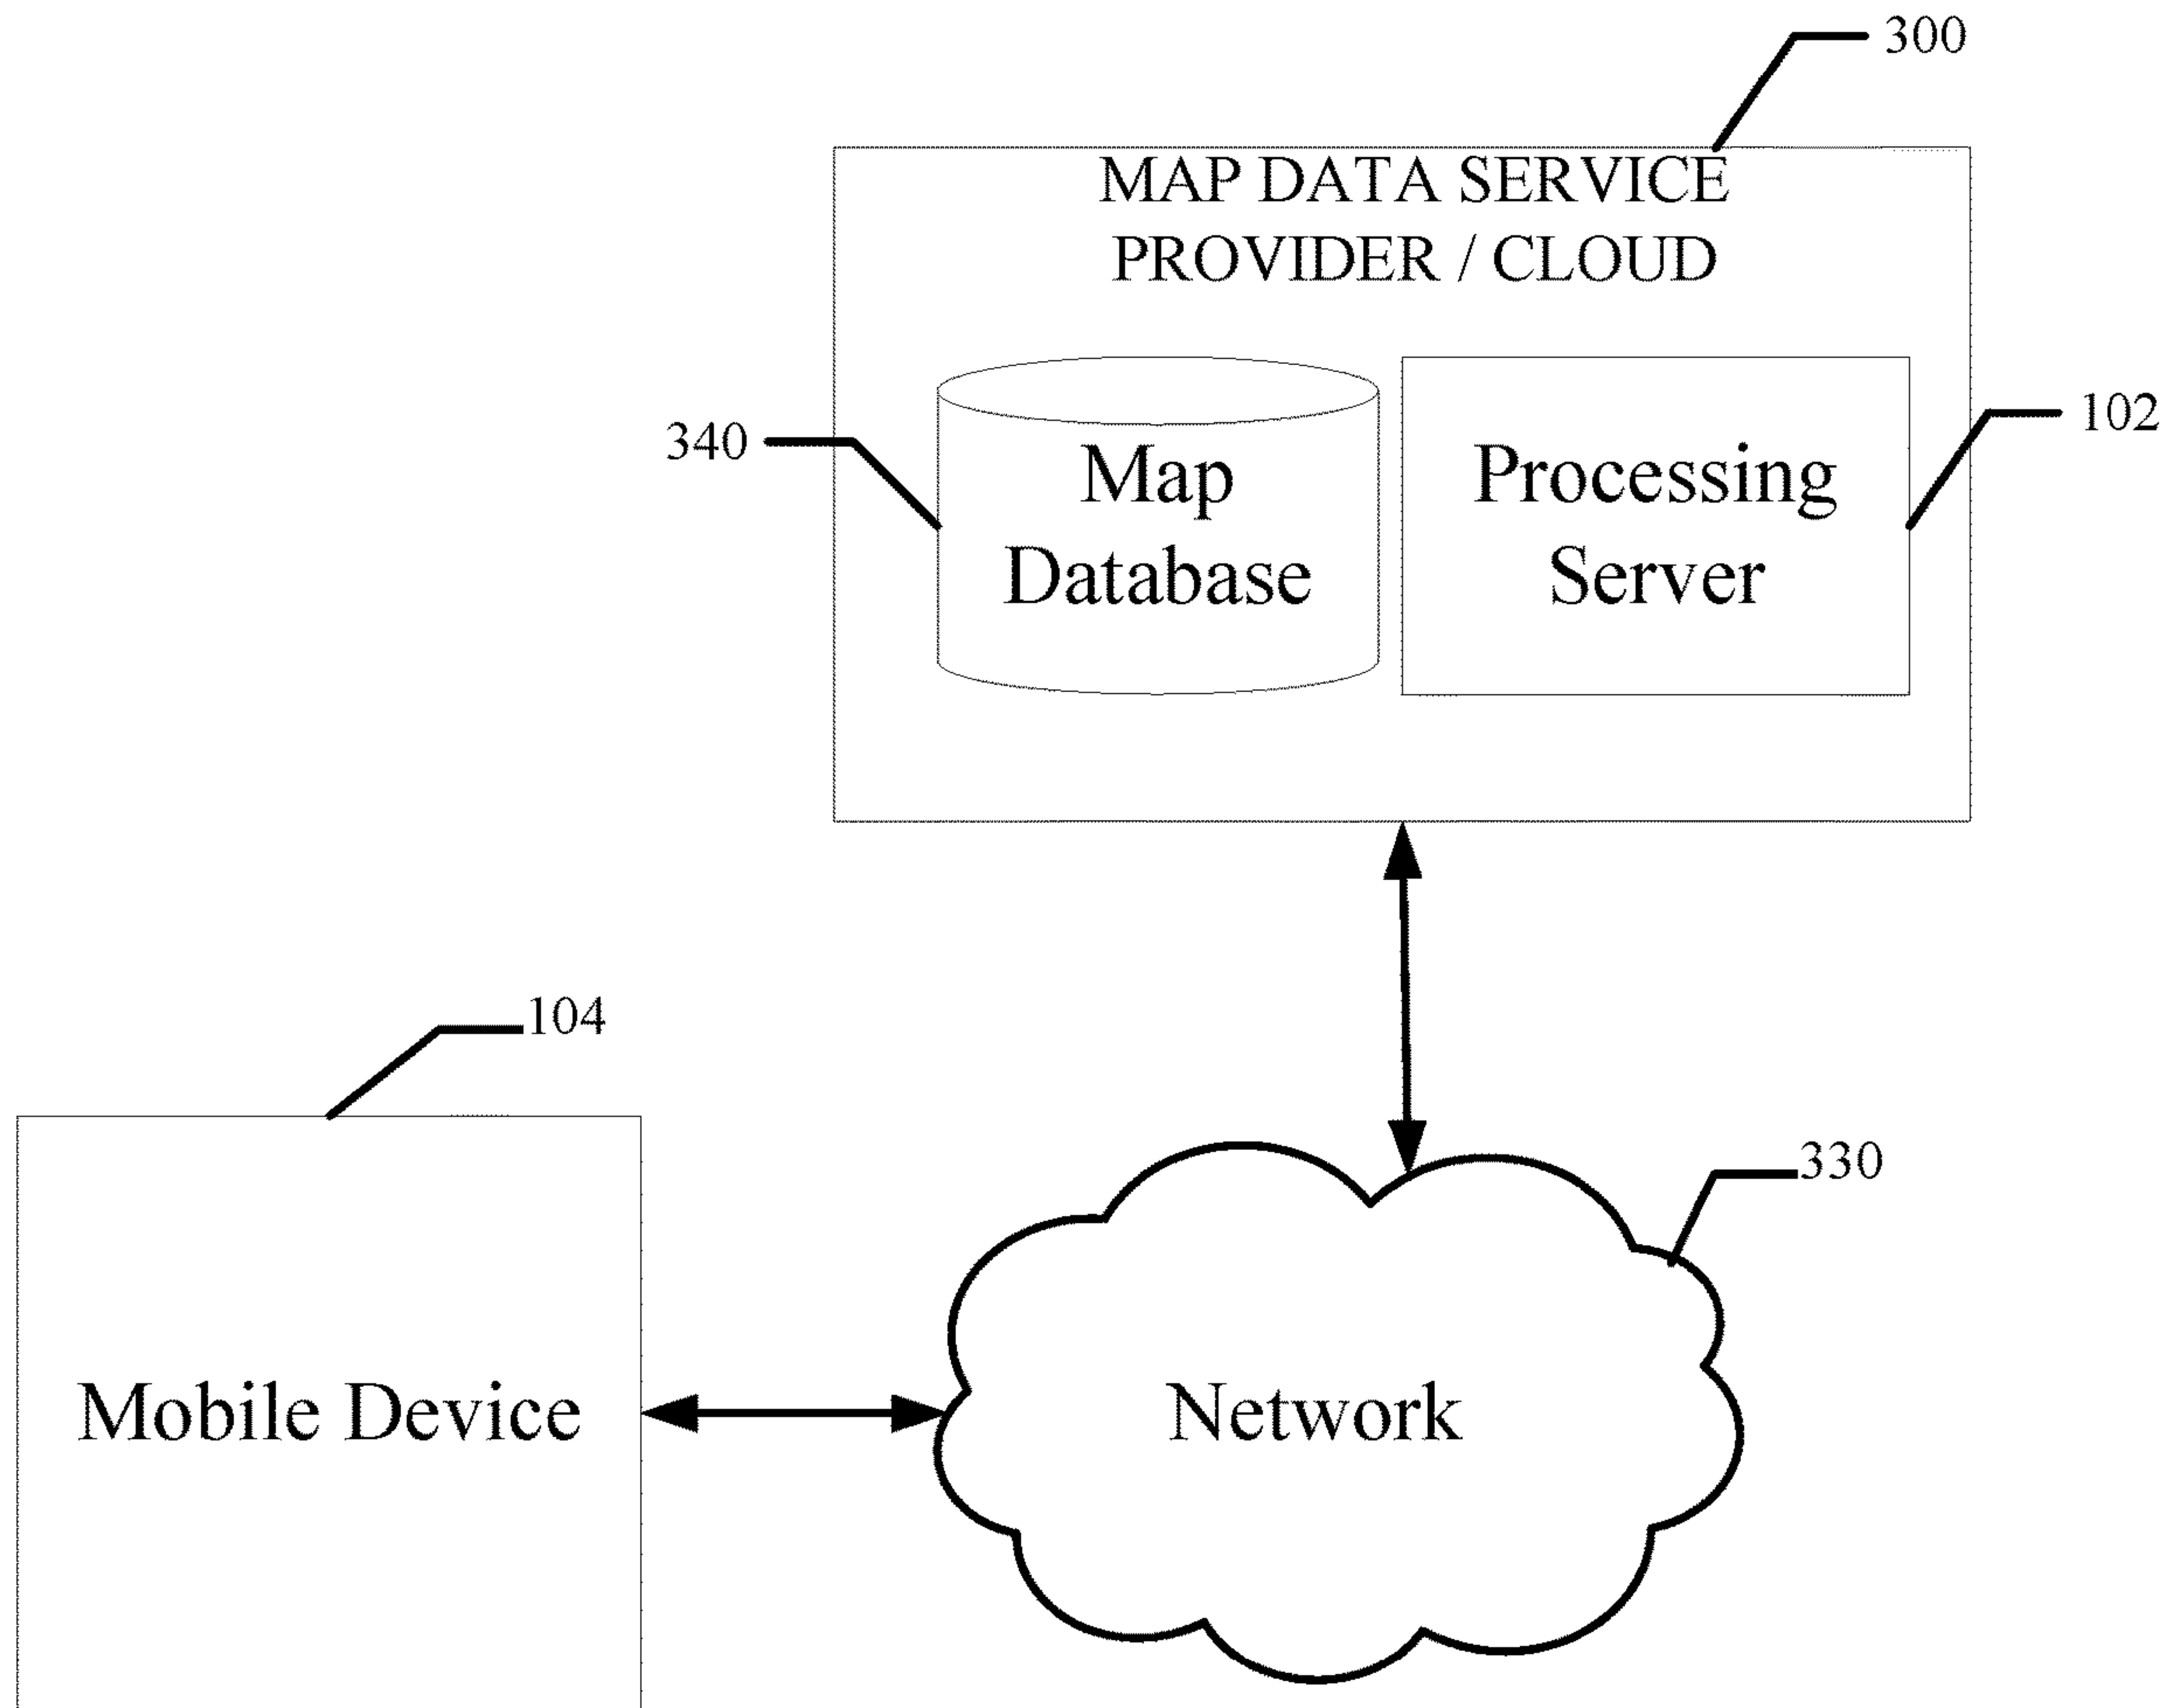 300
MAP DATA SERVICE
PROVIDER / CLOUD
340
Map
Database
Processing
Server
102
104
330
Mobile Device
Network